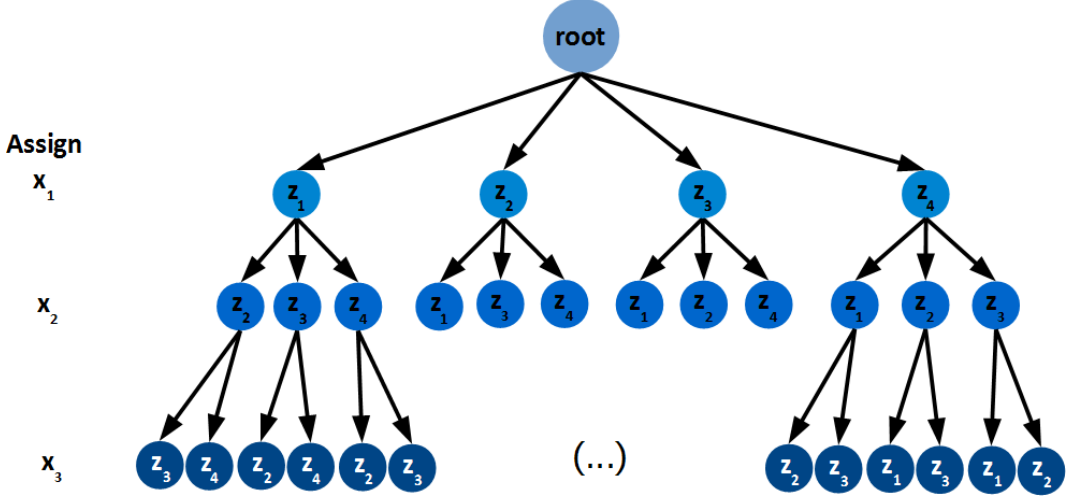 root
Assign
x₁ z₁ z₂ z₃ z₄
x₂ z₂ z₃ z₄ z₁ z₃ z₄ z₁ z₂ z₄ z₁ z₂ z₃
x₃ z₃ z₄ z₂ z₄ z₂ z₃ (...) z₂ z₃ z₁ z₃ z₁ z₂